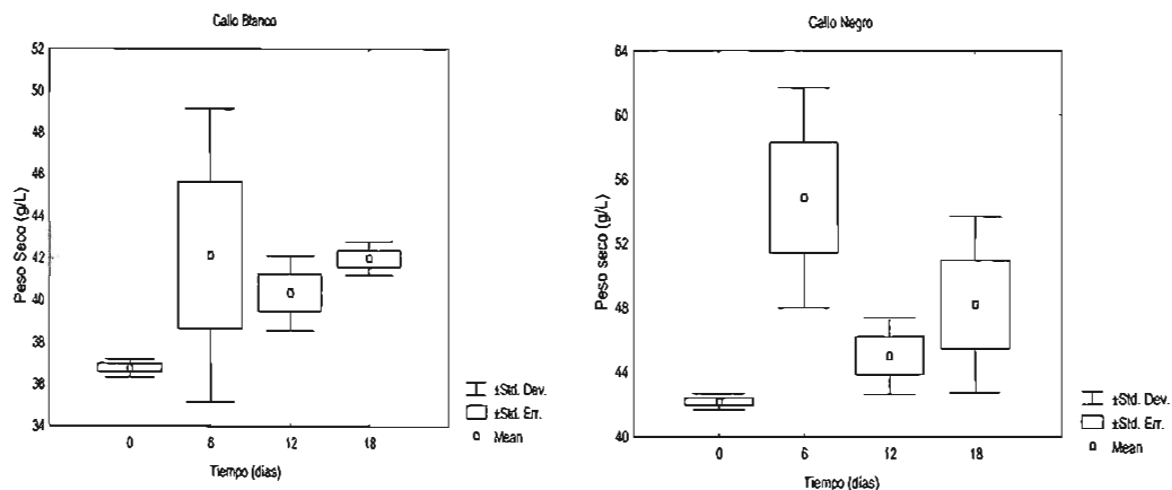 Callo Blanco
52
50
48
46
44
42
40
38
36
34
Peso Seco (g/L)
0
6
12
18
Tiempo (días)
±Std. Dev.
±Std. Err.
Mean
Callo Negro
64
60
56
52
48
44
40
Peso seco (g/L)
0
6
12
18
Tiempo (días)
±Std. Dev.
±Std. Err.
Mean